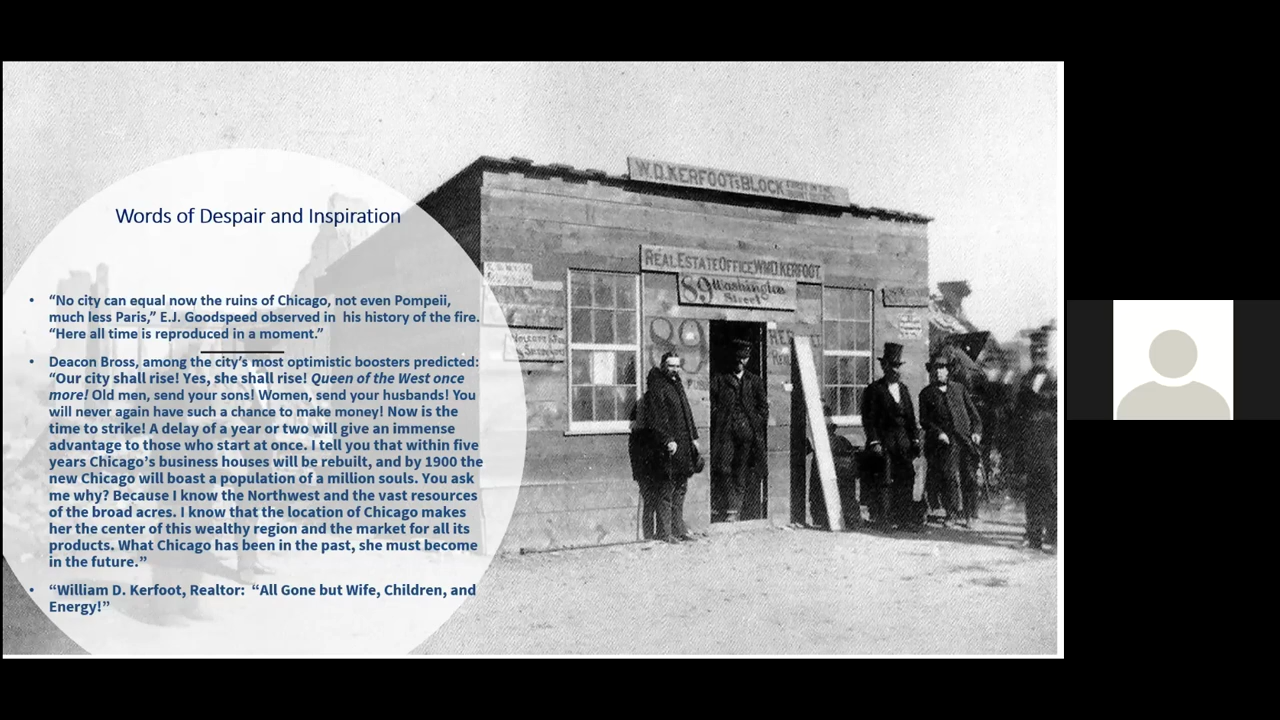 Words of Despair and Inspiration
• “No city can equal now the ruins of Chicago, not even Pompeii,
much less Paris,” E.J. Goodspeed observed in  his history of the fire.
“Here all time is reproduced in a moment.”
• Deacon Bross, among the city’s most optimistic boosters predicted:
“Our city shall rise! Yes, she shall rise! Queen of the West once
more! Old men, send your sons! Women, send your husbands! You
will never again have such a chance to make money! Now is the
time to strike! A delay of a year or two will give an immense
advantage to those who start at once. I tell you that within five
years Chicago’s business houses will be rebuilt, and by 1900 the
new Chicago will boast a population of a million souls. You ask
me why? Because I know the Northwest and the vast resources
of the broad acres. I know that the location of Chicago makes
her the center of this wealthy region and the market for all its
products. What Chicago has been in the past, she must become
in the future.”
• “William D. Kerfoot, Realtor:  “All Gone but Wife, Children, and
Energy!”
W.D. KERFOOT'S BLOCK
REAL ESTATE OFFICE WM D. KERFOOT
89 Washington
Street
89